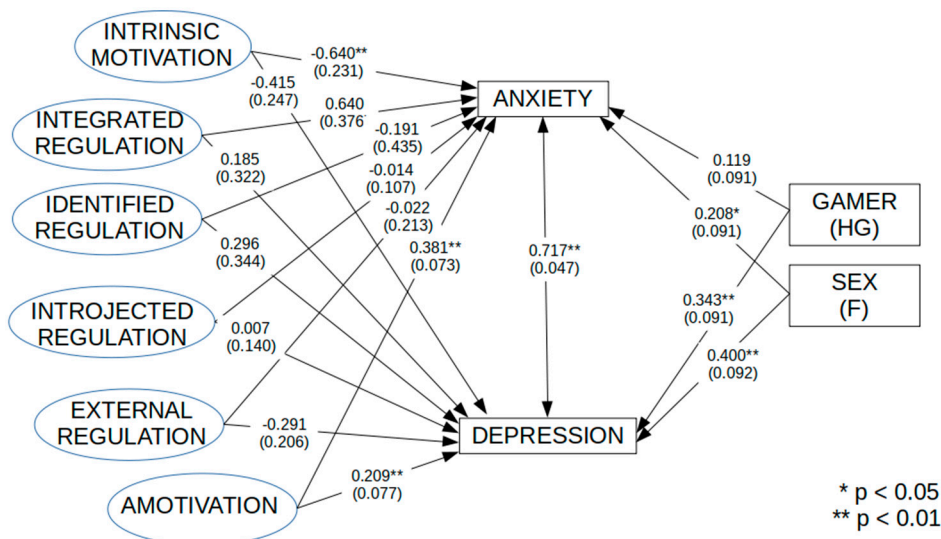 INTRINSIC
MOTIVATION
-0.640**
(0.231)
-0.415
(0.247)
ANXIETY
INTEGRATED
REGULATION
0.640
(0.376
-0.191
(0.435)
0.185
(0.322)
-0.014
(0.107)
0.119
(0.091)
IDENTIFIED
REGULATION
-0.022
(0.213)
0.208*
(0.091)
GAMER
(HG)
0.296
(0.344)
0.381**
(0.073)
0.717**
(0.047)
SEX
(F)
INTROJECTED
REGULATION
0.007
(0.140)
0.343**
(0.091)
0.400**
(0.092)
EXTERNAL
REGULATION
-0.291
(0.206)
DEPRESSION
AMOTIVATION
0.209**
(0.077)
* p < 0.05
** p < 0.01